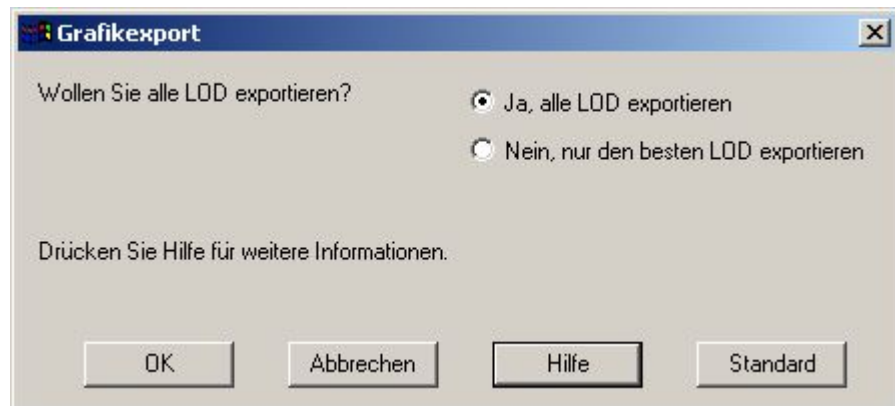 Grafikexport
Wollen Sie alle LOD exportieren?
Ja, alle LOD exportieren
Nein, nur den besten LOD exportieren
Drücken Sie Hilfe für weitere Informationen.
OK
Abbrechen
Hilfe
Standard